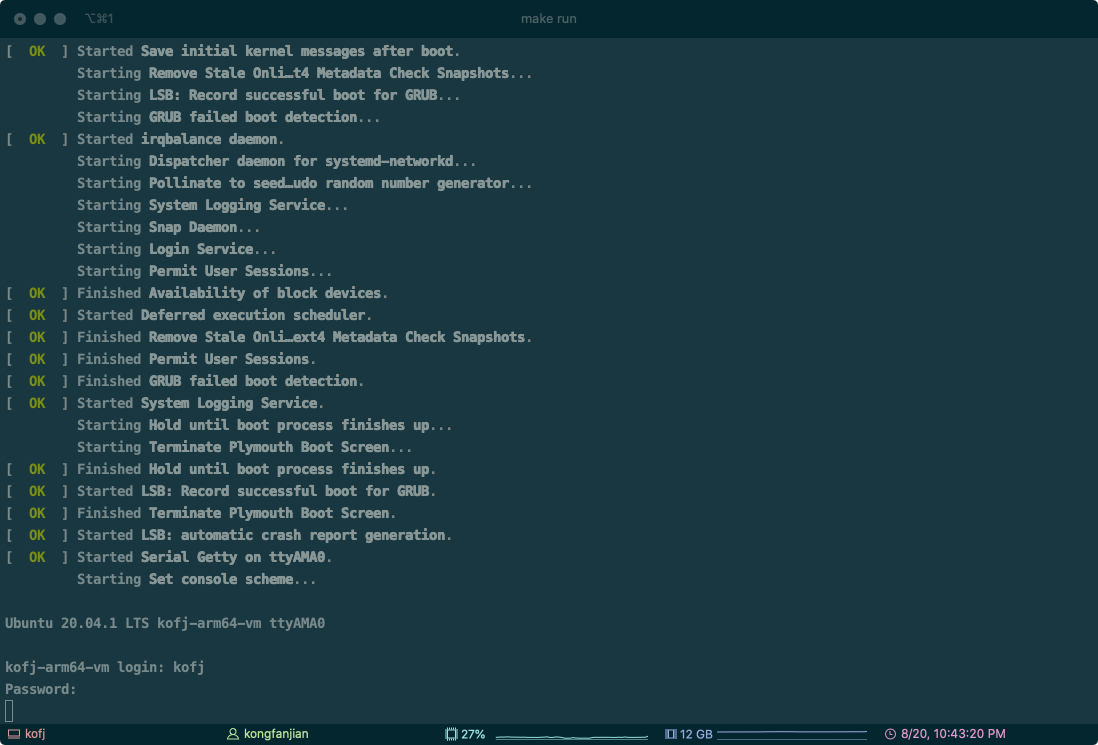 ⌥⌘1 make run
[  OK  ] Started Save initial kernel messages after boot.
         Starting Remove Stale Onli…t4 Metadata Check Snapshots...
         Starting LSB: Record successful boot for GRUB...
         Starting GRUB failed boot detection...
[  OK  ] Started irqbalance daemon.
         Starting Dispatcher daemon for systemd-networkd...
         Starting Pollinate to seed…udo random number generator...
         Starting System Logging Service...
         Starting Snap Daemon...
         Starting Login Service...
         Starting Permit User Sessions...
[  OK  ] Finished Availability of block devices.
[  OK  ] Started Deferred execution scheduler.
[  OK  ] Finished Remove Stale Onli…ext4 Metadata Check Snapshots.
[  OK  ] Finished Permit User Sessions.
[  OK  ] Finished GRUB failed boot detection.
[  OK  ] Started System Logging Service.
         Starting Hold until boot process finishes up...
         Starting Terminate Plymouth Boot Screen...
[  OK  ] Finished Hold until boot process finishes up.
[  OK  ] Started LSB: Record successful boot for GRUB.
[  OK  ] Finished Terminate Plymouth Boot Screen.
[  OK  ] Started LSB: automatic crash report generation.
[  OK  ] Started Serial Getty on ttyAMA0.
         Starting Set console scheme...
Ubuntu 20.04.1 LTS kofj-arm64-vm ttyAMA0
kofj-arm64-vm login: kofj
Password:
kofj kongfanjian 27% 12 GB 8/20, 10:43:20 PM